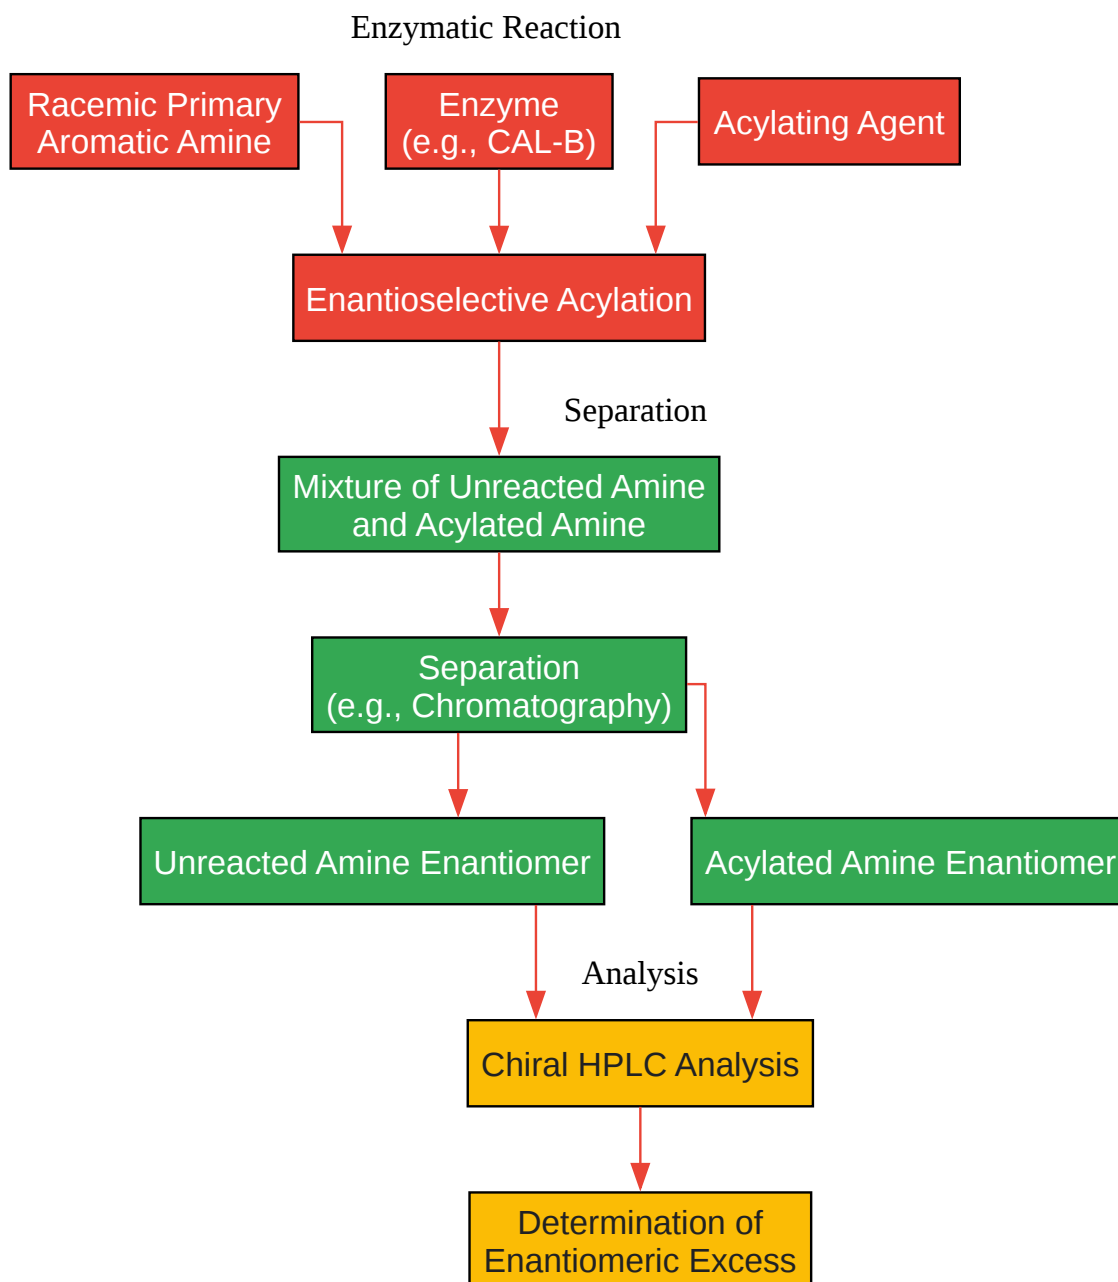 Enzymatic Reaction
Racemic Primary
Aromatic Amine
Enzyme
(e.g., CAL-B)
Acylating Agent
Enantioselective Acylation
Separation
Mixture of Unreacted Amine
and Acylated Amine
Separation
(e.g., Chromatography)
Unreacted Amine Enantiomer
Acylated Amine Enantiomer
Analysis
Chiral HPLC Analysis
Determination of
Enantiomeric Excess